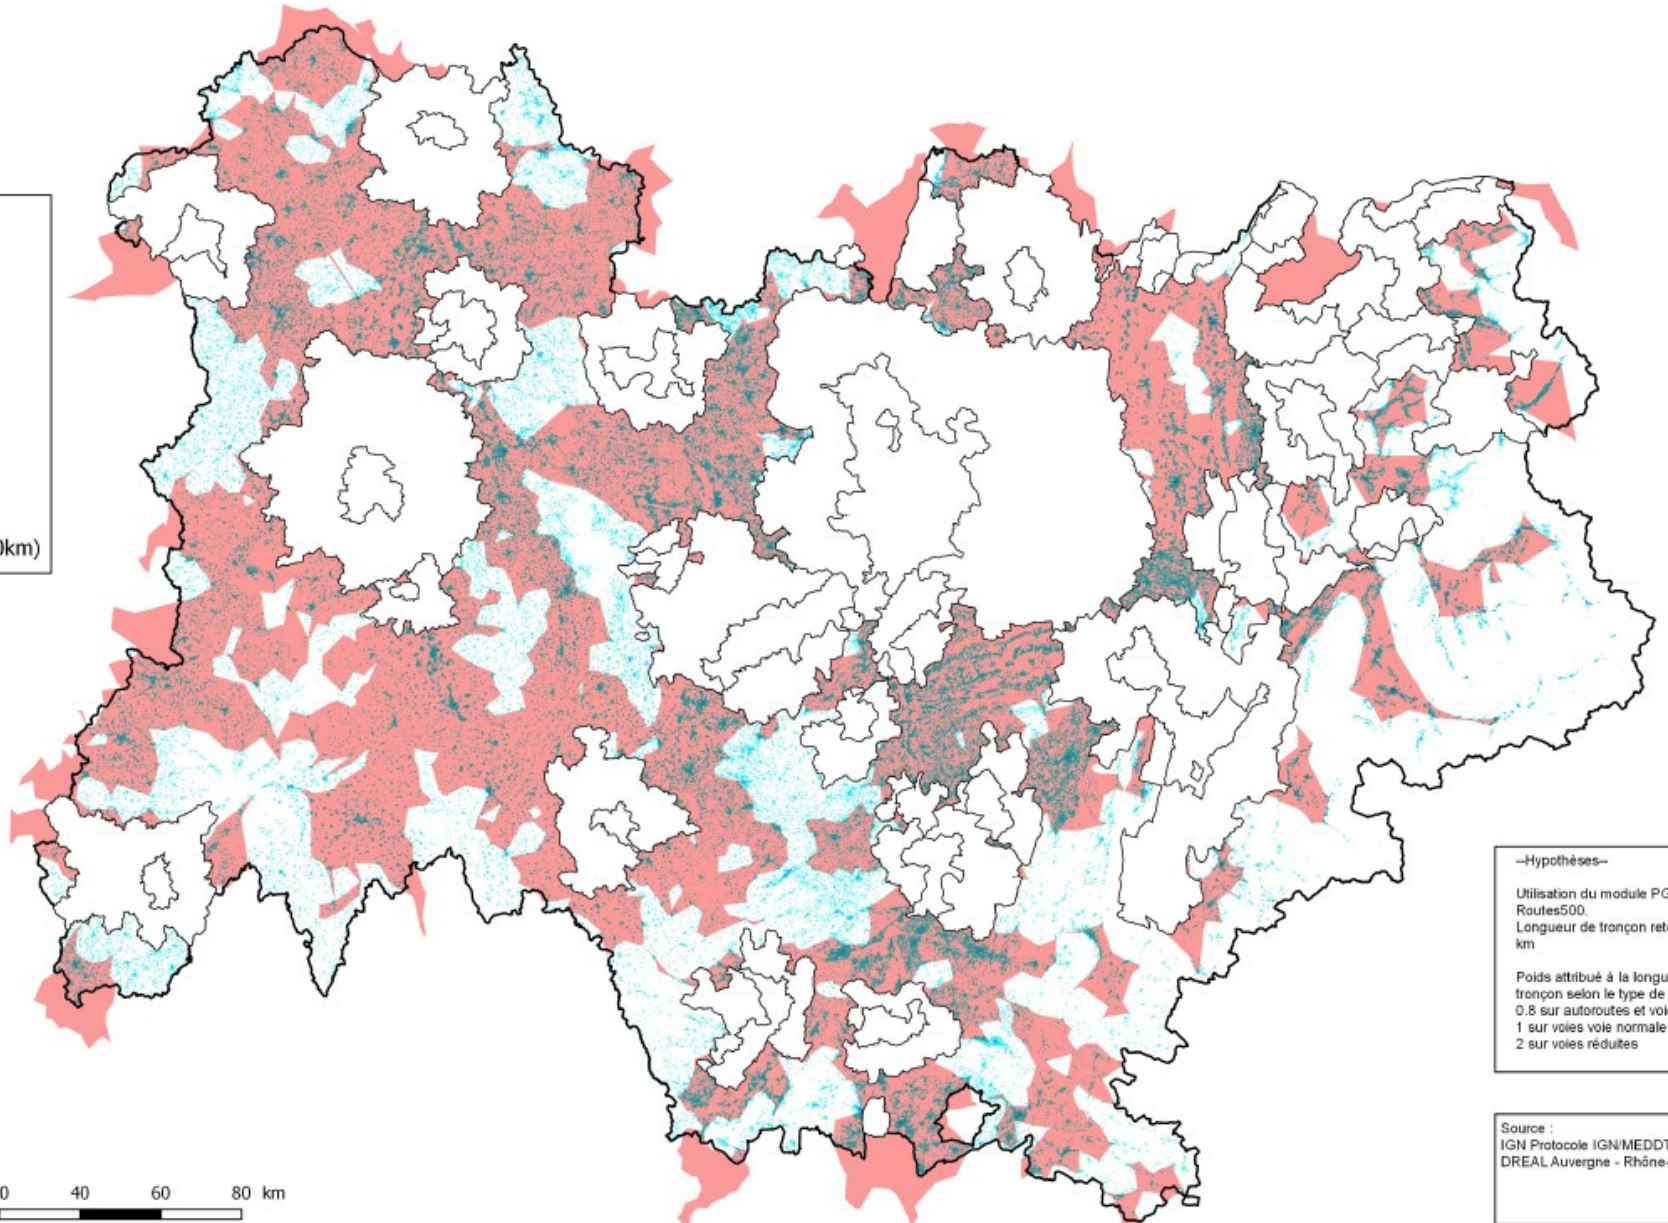 0km)
--Hypothèses--
Utilisation du module PG
Routes500.
Longueur de tronçon ret
km
Poids attribué à la longu
tronçon selon le type de
0.8 sur autoroutes et voi
1 sur voies voie normale
2 sur voies réduites
Source :
IGN Protocole IGN/MEDDT
DREAL Auvergne - Rhône-
0 40 60 80 km